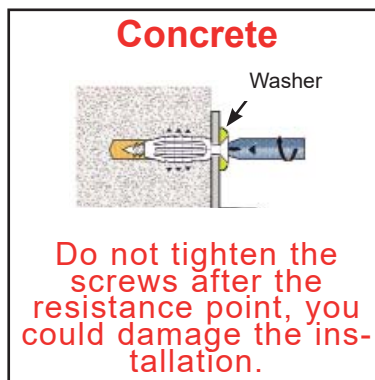 Concrete
Washer
Do not tighten the
screws after the
resistance point, you
could damage the ins-
tallation.